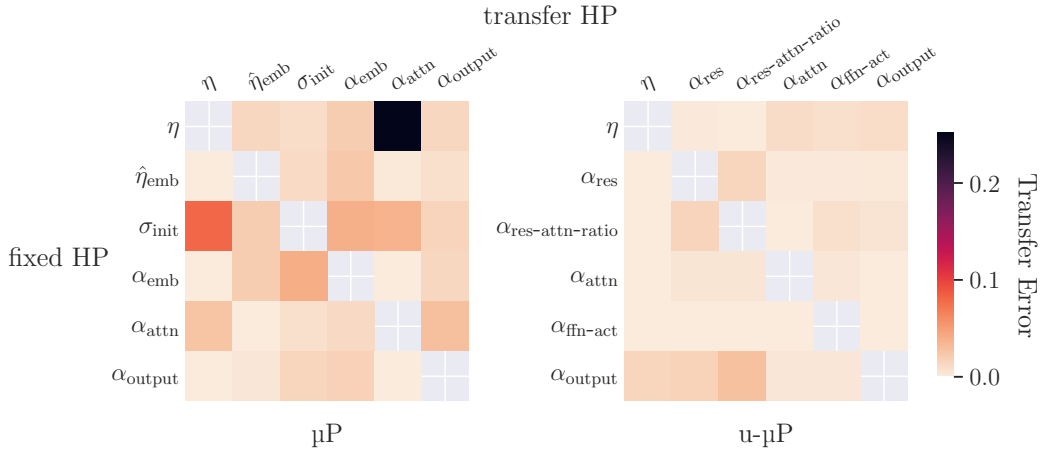 transfer HP
η η̂emb σinit αemb αattn αoutput
η αres αres-attn-ratio αattn αffn-act αoutput
fixed HP
η
η̂emb
σinit
αemb
αattn
αoutput
µP
η
αres
αres-attn-ratio
αattn
αffn-act
αoutput
u-µP
0.2
0.1
0.0
Transfer Error